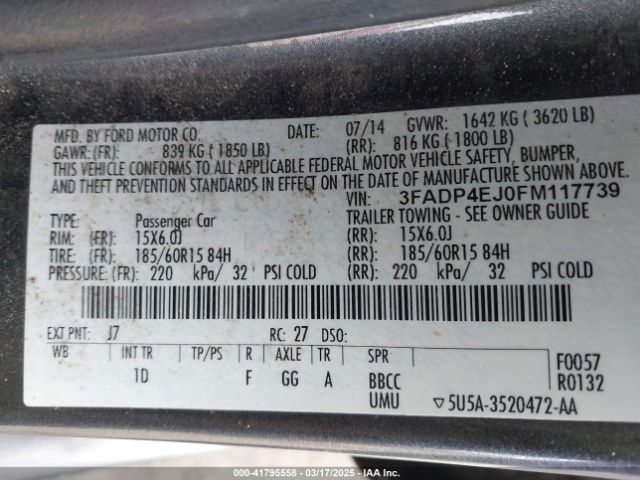 MFD. BY FORD MOTOR CO. DATE: 07/14 GVWR: 1642 KG ( 3620 LB)
GAWR: (FR): 839 KG ( 1850 LB) (RR): 816 KG ( 1800 LB)
THIS VEHICLE CONFORMS TO ALL APPLICABLE FEDERAL MOTOR VEHICLE SAFETY, BUMPER,
AND THEFT PREVENTION STANDARDS IN EFFECT ON THE DATE OF MANUFACTURE SHOWN ABOVE.
VIN: 3FADP4EJ0FM117739
TYPE: Passenger Car TRAILER TOWING - SEE OWNER GUIDE
RIM: (FR): 15X6.0J (RR): 15X6.0J
TIRE: (FR): 185/60R15 84H (RR): 185/60R15 84H
PRESSURE: (FR): 220 kPa/ 32 PSI COLD (RR): 220 kPa/ 32 PSI COLD
EXT PNT: J7 RC: 27 DSO:
WB INT TR TP/PS R AXLE TR SPR F0057
1D F GG A BBCC R0132
UMU ▽ 5U5A-3520472-AA
000-41795558 — 03/17/2025 — IAA Inc.